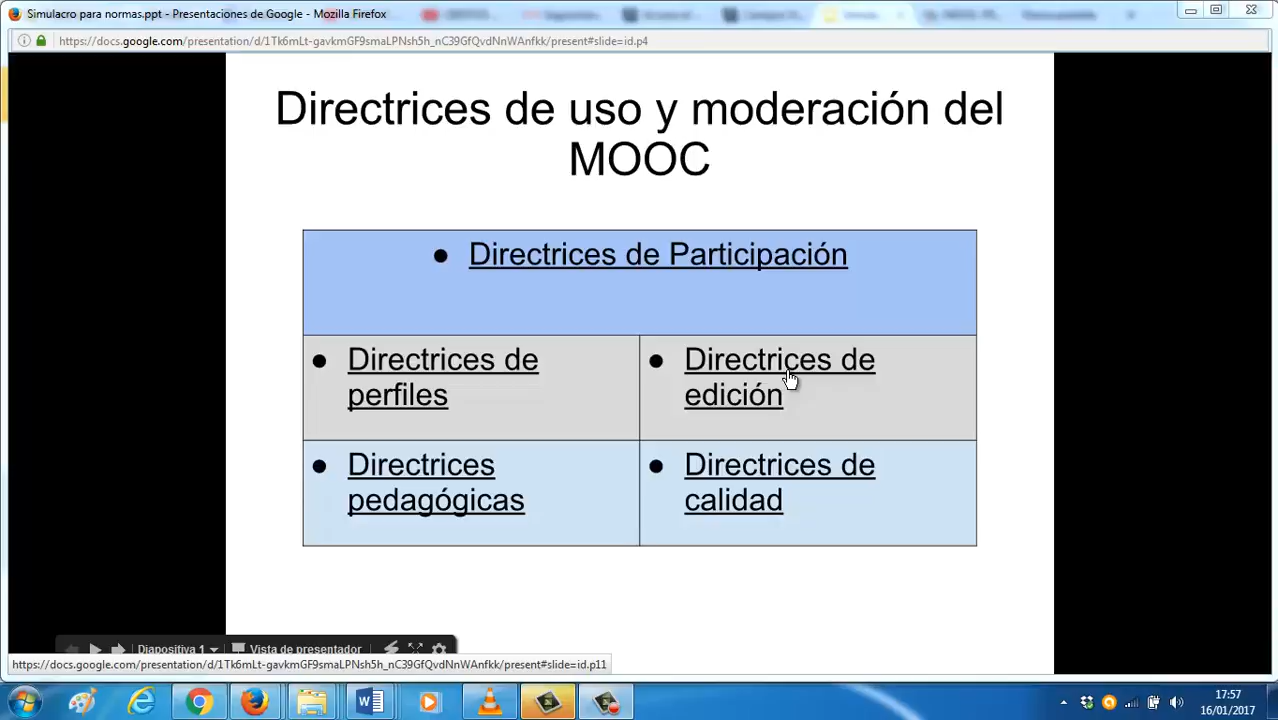 Simulacro para normas.ppt - Presentaciones de Google - Mozilla Firefox
https://docs.google.com/presentation/d/1Tk6mLt-gavkmGF9smaLPNsh5h_nC39GfQvdNnWAnfkk/present#slide=id.p4
Directrices de uso y moderación del
MOOC
● Directrices de Participación
● Directrices de
perfiles
● Directrices de
edición
● Directrices
pedagógicas
● Directrices de
calidad
Diapositiva 1
Vista de presentador
https://docs.google.com/presentation/d/1Tk6mLt-gavkmGF9smaLPNsh5h_nC39GfQvdNnWAnfkk/present#slide=id.p11
17:57
16/01/2017